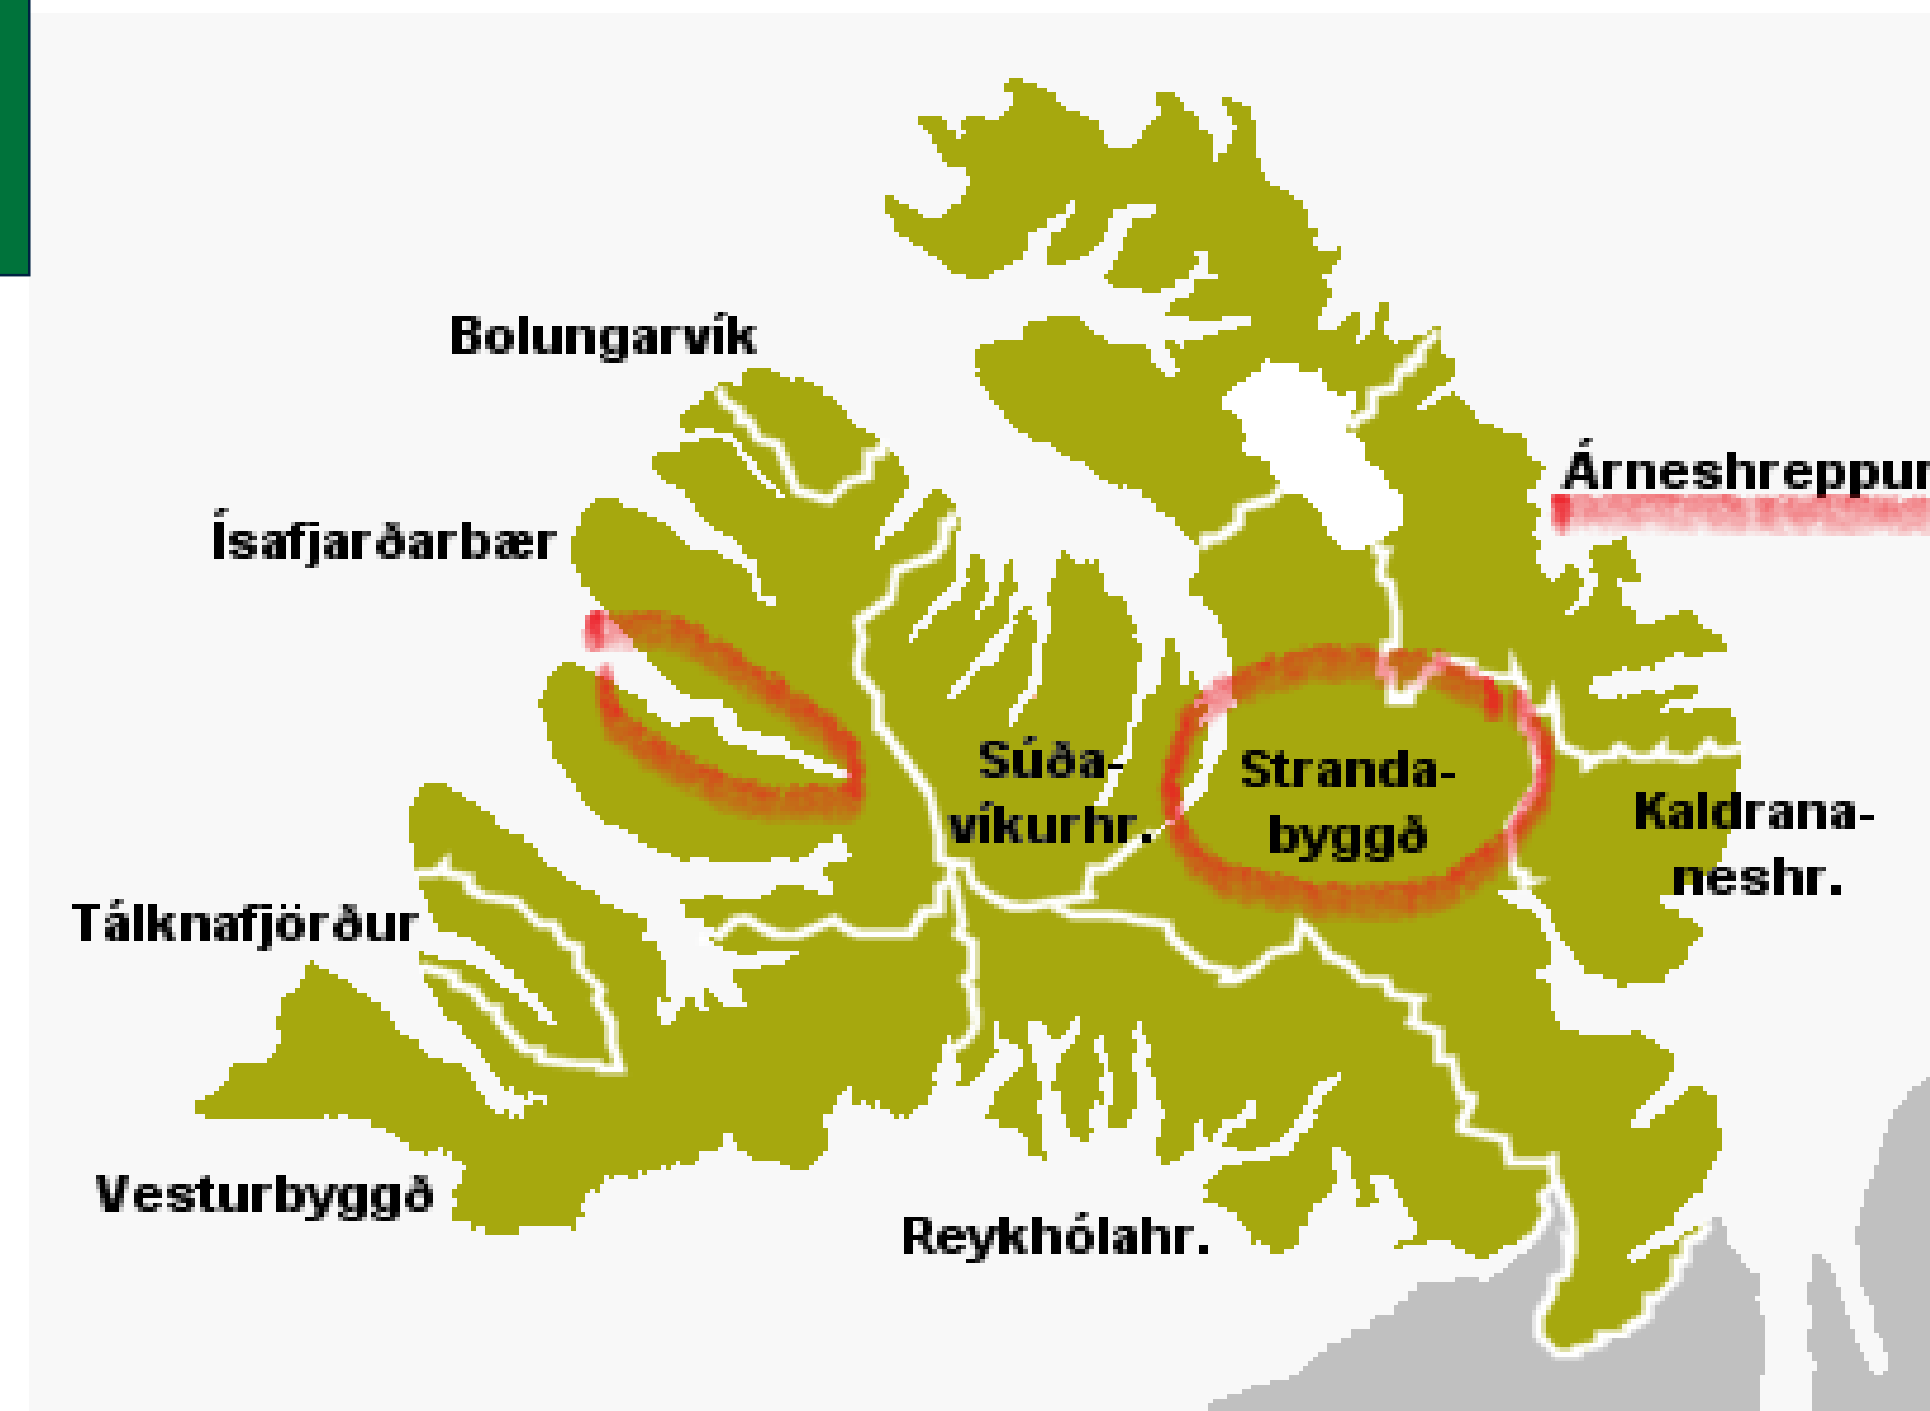 Bolungarvík
Árneshreppur
Ísafjarðarbær
Súða-
víkurhr.
Stranda-
byggð
Kaldrana-
neshr.
Tálknafjörður
Vesturbyggð
Reykhólahr.